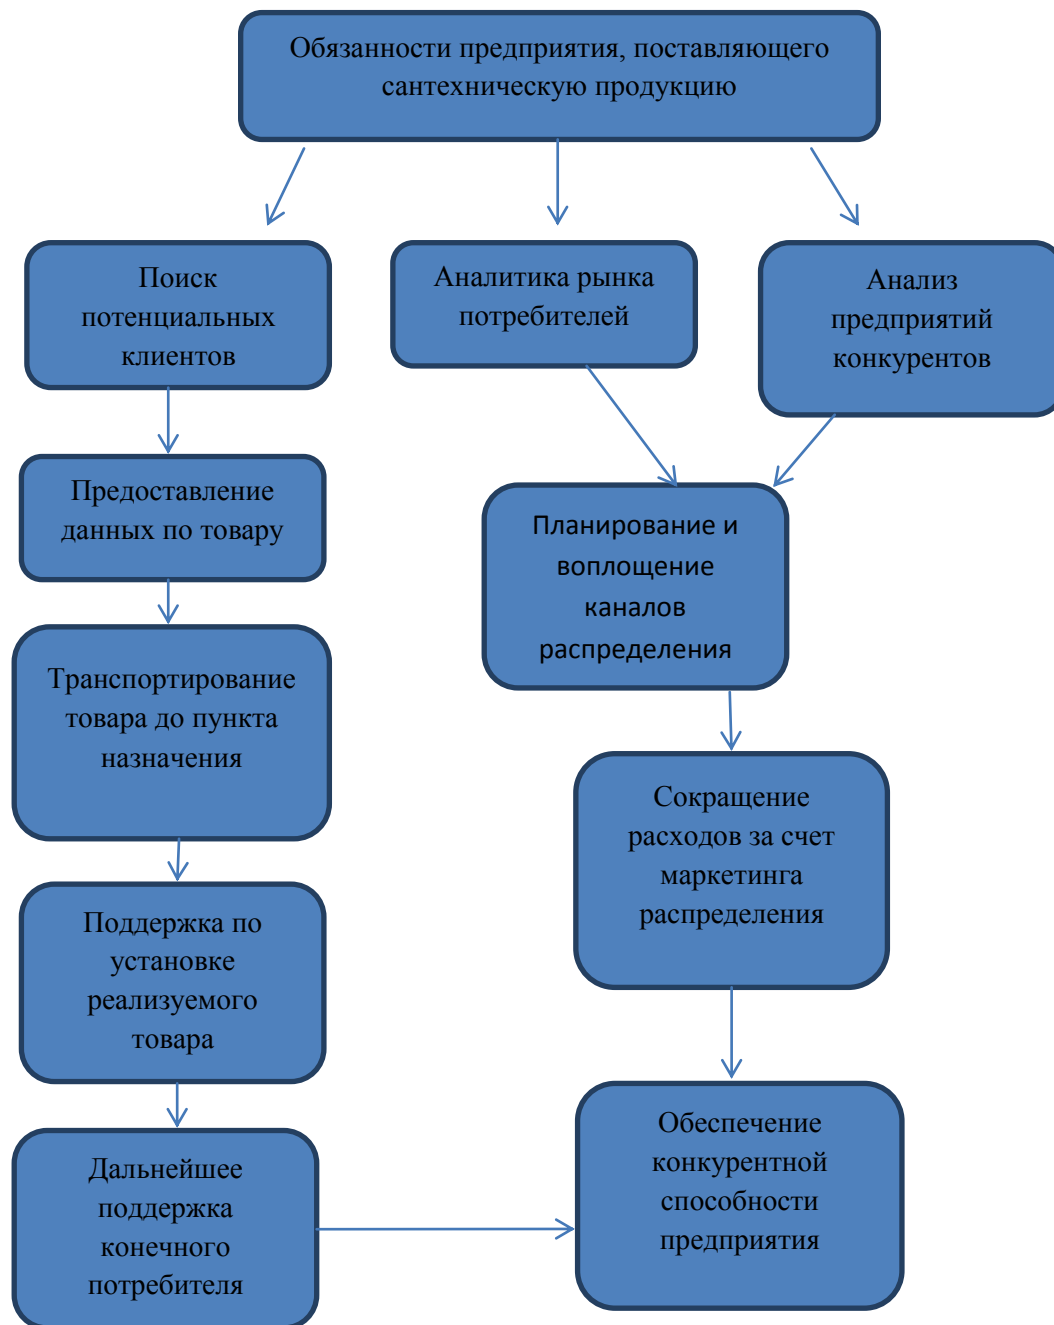 Обязанности предприятия, поставляющего
сантехническую продукцию
Поиск
потенциальных
клиентов
Аналитика рынка
потребителей
Анализ
предприятий
конкурентов
Предоставление
данных по товару
Планирование и
воплощение
каналов
распределения
Транспортирование
товара до пункта
назначения
Сокращение
расходов за счет
маркетинга
распределения
Поддержка по
установке
реализуемого
товара
Обеспечение
конкурентной
способности
предприятия
Дальнейшее
поддержка
конечного
потребителя